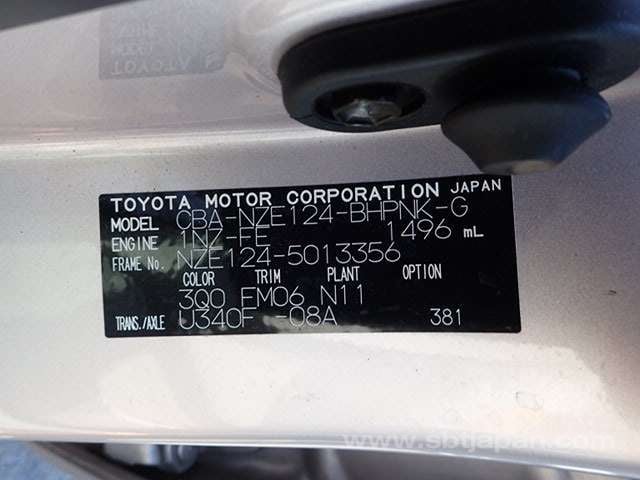 TOYOTA MOTOR CORPORATION JAPAN
MODEL CBA-NZE124-BHPNK-G
ENGINE 1NZ-FE 1496 mL
FRAME No. NZE124-5013356
COLOR TRIM PLANT OPTION
3Q0 FM06 N11
TRANS./AXLE U340F -08A 381
www.sbtjapan.com